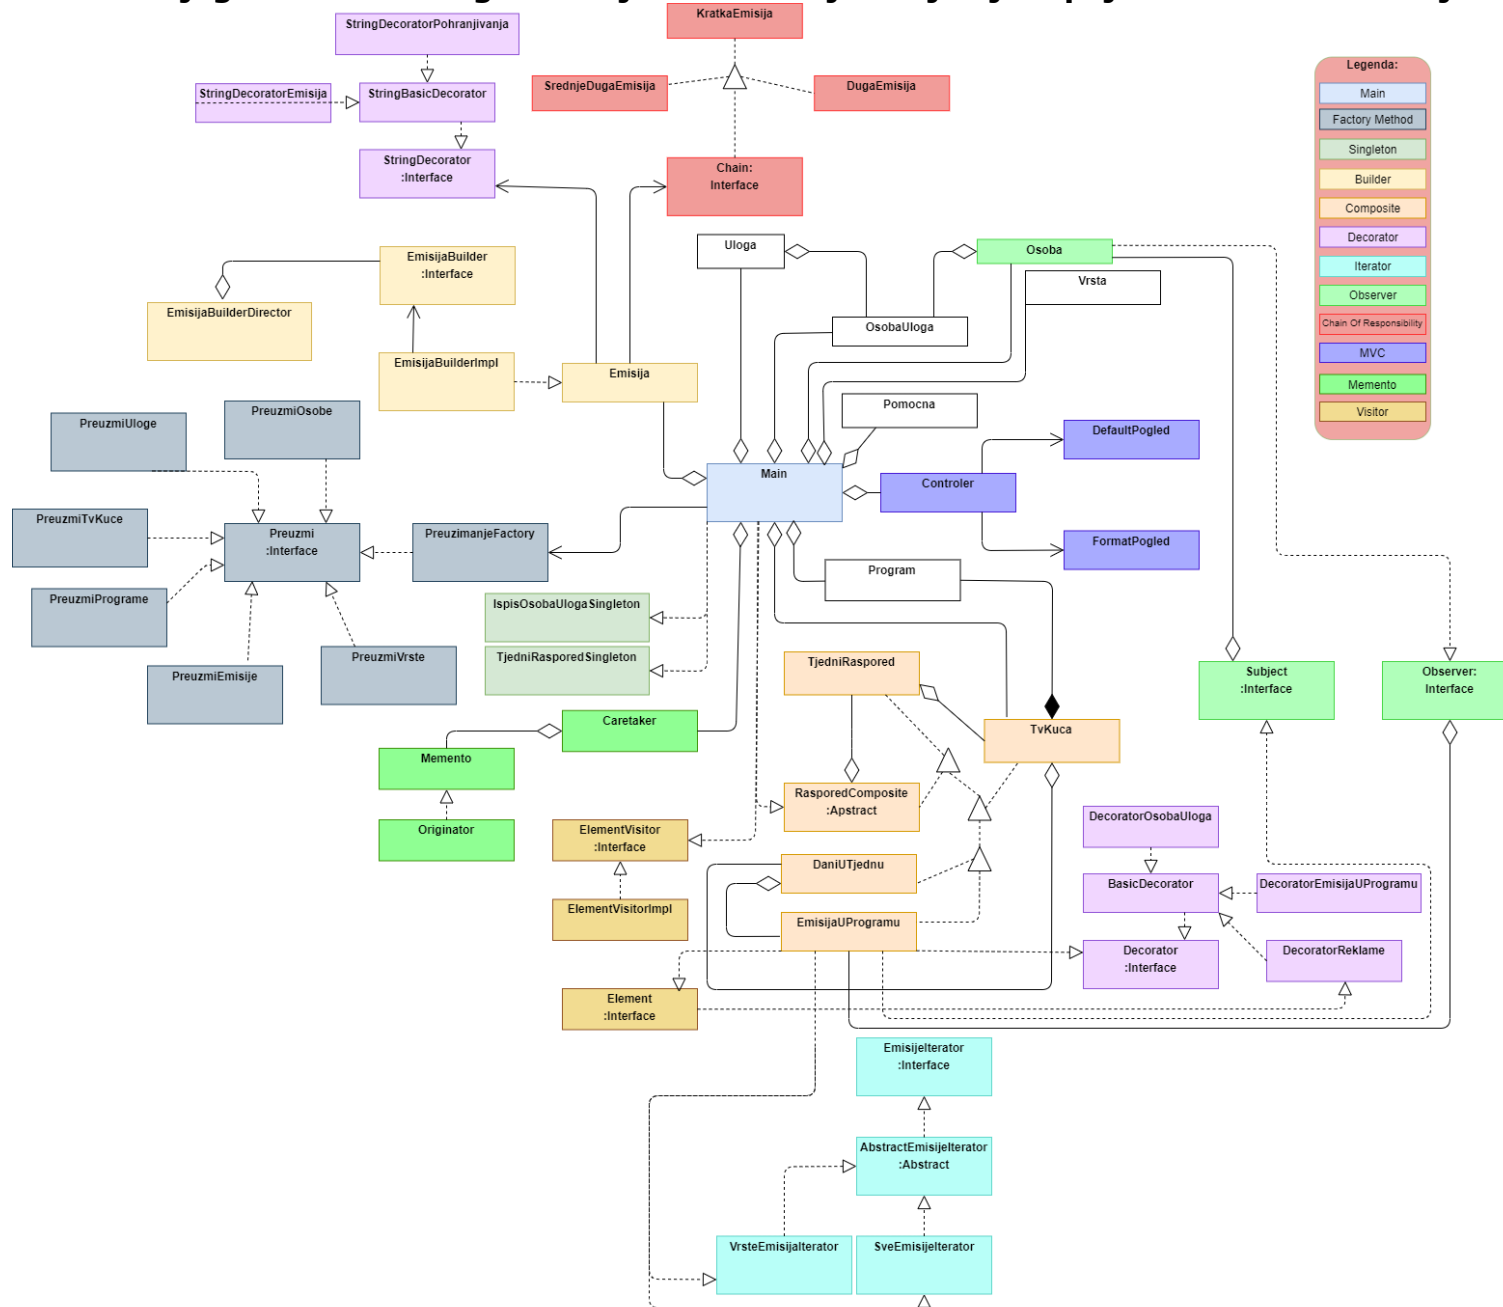 StringDecoratorPohranjivanja
KratkaEmisija
Legenda:
StringDecoratorEmisija
StringBasicDecorator
SrednjeDugaEmisija
DugaEmisija
Main
Factory Method
StringDecorator
:Interface
Chain:
Interface
Singleton
Builder
Composite
Decorator
Iterator
Observer
Chain Of Responsibility
MVC
Memento
Visitor
EmisijaBuilder
:Interface
Uloga
Osoba
Vrsta
EmisijaBuilderDirector
OsobaUloga
EmisijaBuilderImpl
Emisija
Pomocna
PreuzmiUloge
PreuzmiOsobe
DefaultPogled
Main
Controler
PreuzmiTvKuce
Preuzmi
:Interface
PreuzimanjeFactory
FormatPogled
Program
PreuzmiPrograme
IspisOsobaUlogaSingleton
PreuzmiEmisije
PreuzmiVrste
TjedniRasporedSingleton
TjedniRaspored
Subject
:Interface
Observer:
Interface
Caretaker
TvKuca
Memento
RasporedComposite
:Apstract
Originator
ElementVisitor
:Interface
DecoratorOsobaUloga
DaniUTjednu
BasicDecorator
DecoratorEmisijaUProgramu
ElementVisitorImpl
EmisijaUProgramu
Decorator
:Interface
DecoratorReklame
Element
:Interface
EmisijeIterator
:Interface
AbstractEmisijeIterator
:Abstract
VrsteEmisijaIterator
SveEmisijeIterator